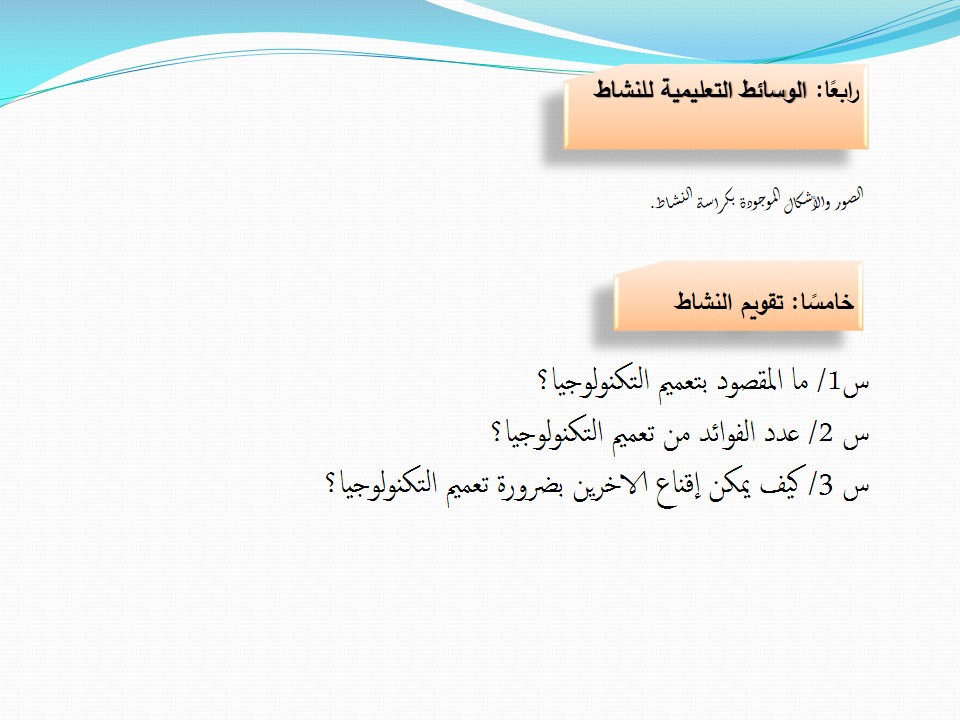 رابعًا: الوسائط التعليمية للنشاط
الصور والأشكال الموجودة بكراسة النشاط.
خامسًا: تقويم النشاط
س1/ ما المقصود بتعميم التكنولوجيا؟
س 2/ عدد الفوائد من تعميم التكنولوجيا؟
س 3/ كيف يمكن إقناع الاخرين بضرورة تعميم التكنولوجيا؟